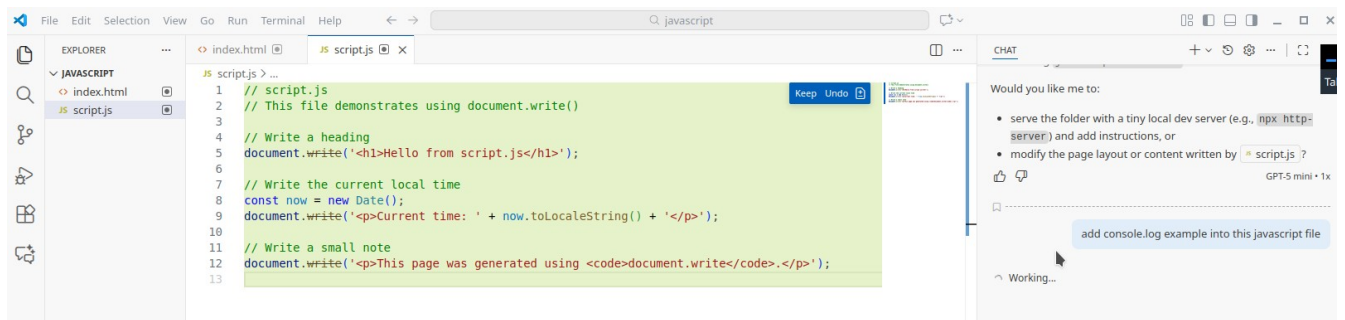 File Edit Selection View Go Run Terminal Help
javascript
EXPLORER
JAVASCRIPT
index.html
JS script.js
index.html
JS script.js
JS script.js > ...
1 // script.js
2 // This file demonstrates using document.write()
3
4 // Write a heading
5 document.write('<h1>Hello from script.js</h1>');
6
7 // Write the current local time
8 const now = new Date();
9 document.write('<p>Current time: ' + now.toLocaleString() + '</p>');
10
11 // Write a small note
12 document.write('<p>This page was generated using <code>document.write</code>.</p>');
13
Keep Undo
CHAT
Would you like me to:
• serve the folder with a tiny local dev server (e.g., npx http-
server) and add instructions, or
• modify the page layout or content written by script.js ?
GPT-5 mini • 1x
add console.log example into this javascript file
Working...